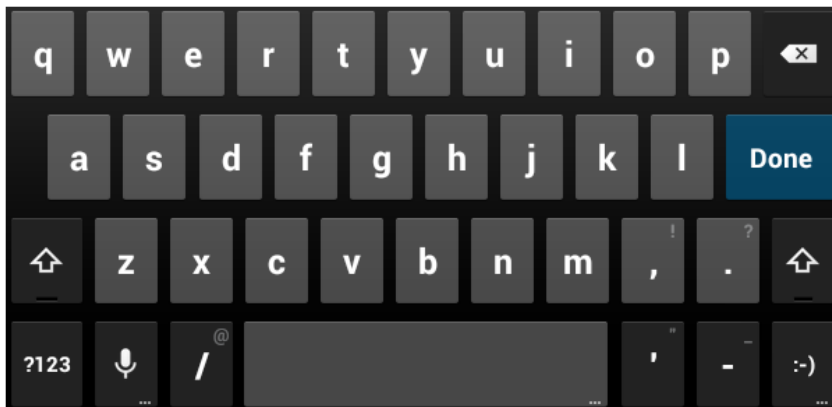 q w e r t y u i o p
a s d f g h j k l Done
z x c v b n m , ! . ?
?123 / @ ... ... ' " - _ :-) ...